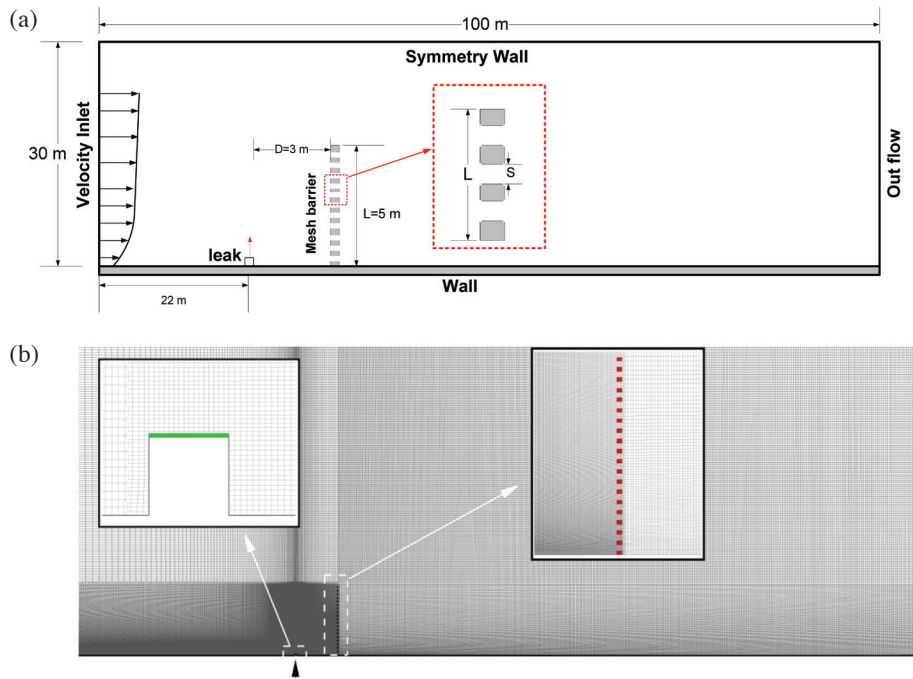 (a)
100 m
Symmetry Wall
Velocity Inlet
30 m
D=3 m
Mesh barrier
L=5 m
L
S
Out flow
leak
22 m
Wall
(b)